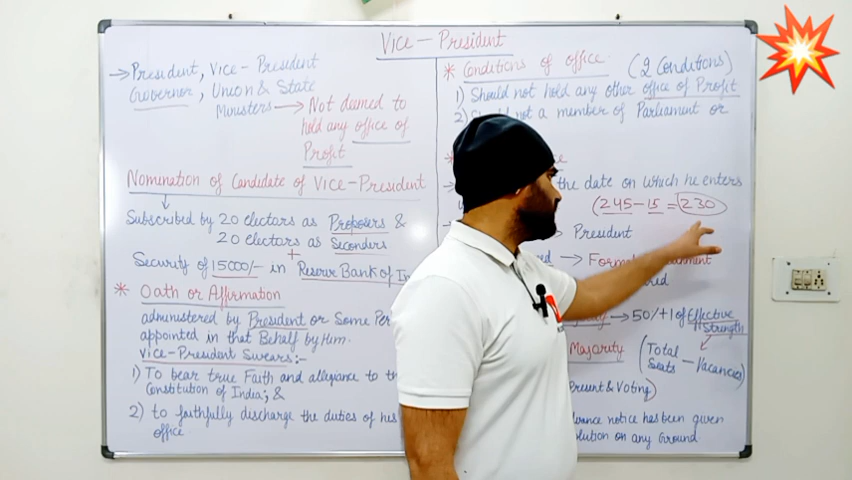 Vice - President
→ President, Vice - President
Governor, Union & State
Ministers → Not deemed to
hold any office of
Profit
Nomination of Candidate of Vice-President
Subscribed by 20 electors as Proposers &
20 electors as Seconders
+
Security of 15000/- in Reserve Bank of
* Oath or Affirmation
administered by President or Some
appointed in that Behalf by Him.
Vice-President Swears:-
1) To bear true Faith and allegiance to
Constitution of India; &
2) to faithfully discharge the duties of his
office
* Conditions of office (2 Conditions)
1) Should not hold any other office of Profit
2) Should not a member of Parliament or
*
the date on which he enters
(245 - 15 = 230
President
→
→ 50%+1 of Effective
Strength
Majority (Total Seats - Vacancies)
Present & Voting)
notice has been given
on any Ground